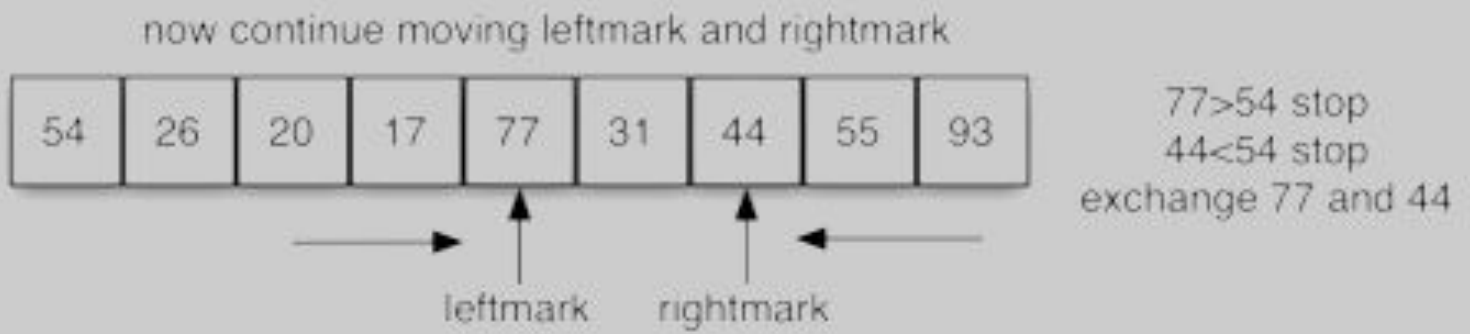 now continue moving leftmark and rightmark
54 26 20 17 77 31 44 55 93
77>54 stop
44<54 stop
exchange 77 and 44
leftmark rightmark